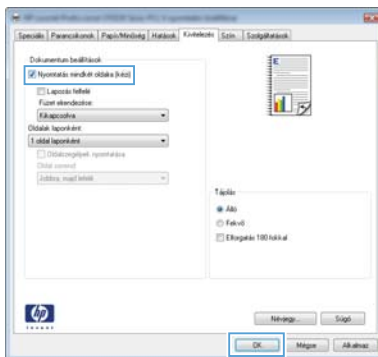 Speciális Parancsikonok Papír/Minőség Hatások Kivitelezés Szín Szolgáltatások
Dokumentum beállítások
Nyomtatás mindkét oldalra (kézi)
Lapozás felfelé
Füzet elrendezése:
Kikapcsolva
Oldalak laponként
1 oldal laponként
Oldalszegélyek nyomtatása
Oldal sorrend
Jobbra, majd lefelé
Tájolás
Álló
Fekvő
Elforgatás 180 fokkal
hp
invent
Névjegy... Súgó
OK Mégse Alkalmaz